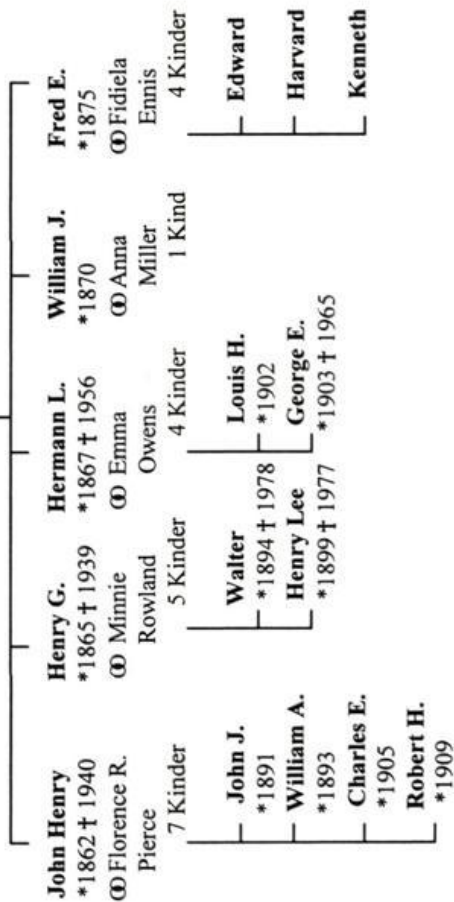 John Henry
*1862 † 1940
⚭ Florence R.
Pierce
7 Kinder
John J.
*1891
William A.
*1893
Charles E.
*1905
Robert H.
*1909
Henry G.
*1865 † 1939
⚭ Minnie
Rowland
5 Kinder
Walter
*1894 † 1978
Henry Lee
*1899 † 1977
Hermann L.
*1867 † 1956
⚭ Emma
Owens
4 Kinder
Louis H.
*1902
George E.
*1903 † 1965
William J.
*1870
⚭ Anna
Miller
1 Kind
Fred E.
*1875
⚭ Fidiela
Ennis
4 Kinder
Edward
Harvard
Kenneth